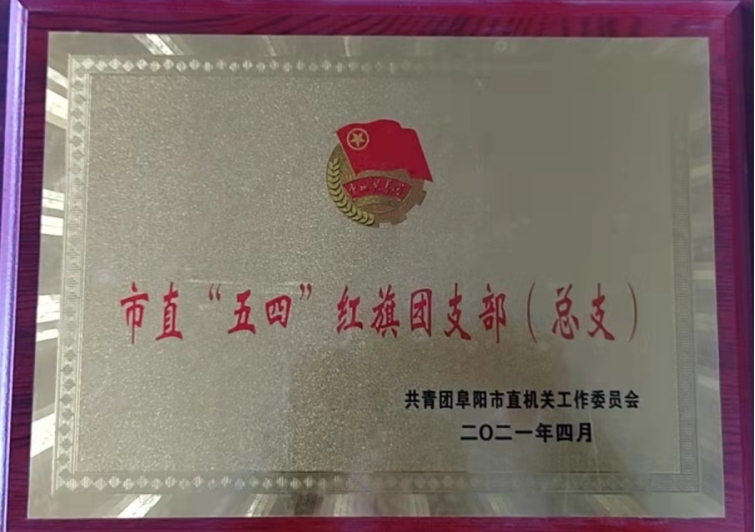 市直“五四”红旗团支部（总支）
共青团阜阳市直机关工作委员会
二〇二一年四月